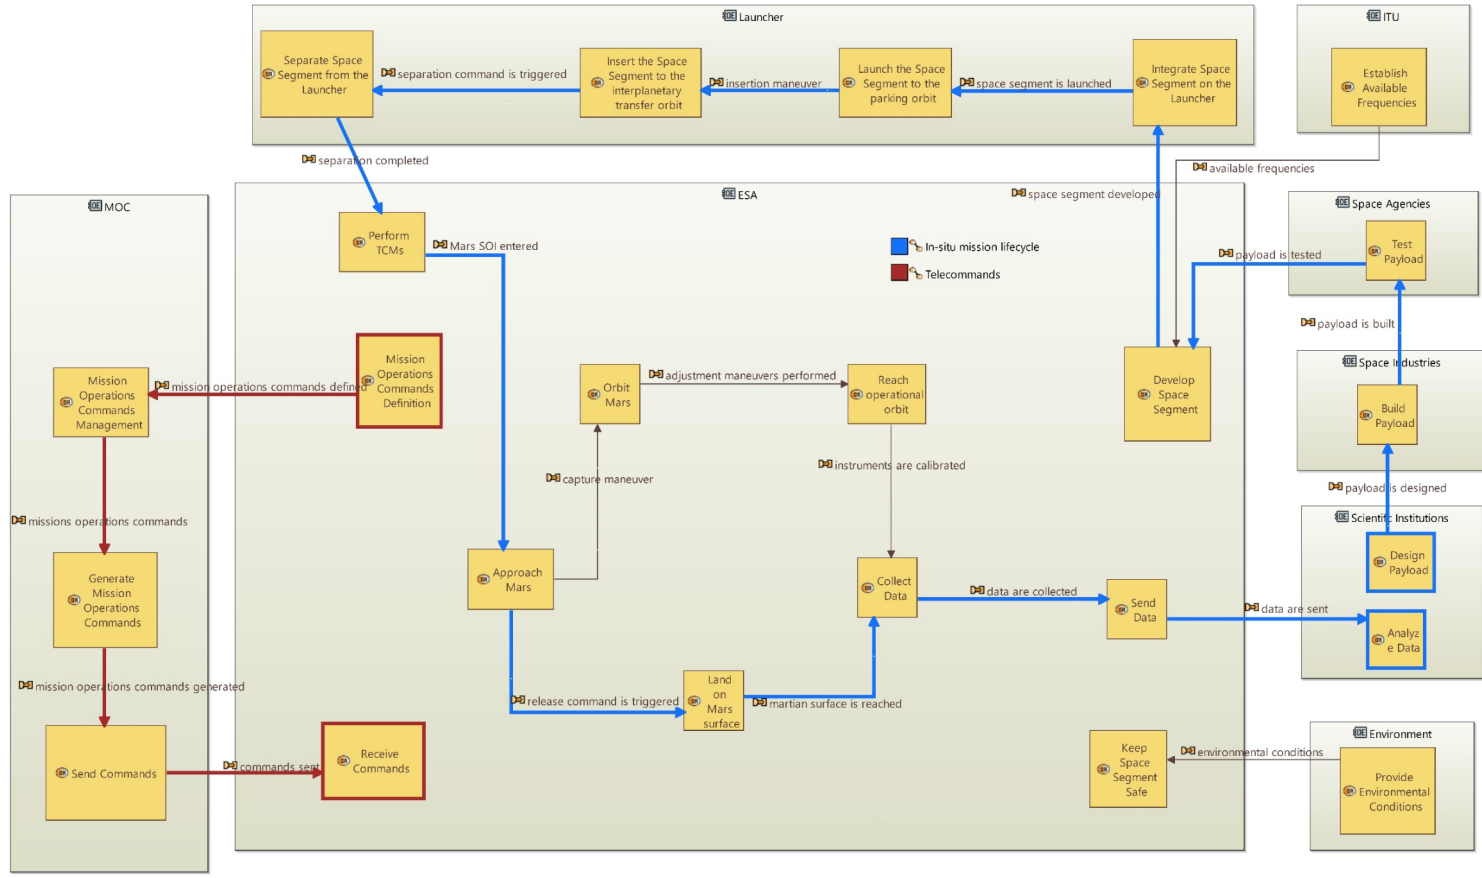 Launcher
Separate Space
Segment from the
Launcher
separation command is triggered
Insert the Space
Segment to the
interplanetary
transfer orbit
insertion maneuver
Launch the Space
Segment to the
parking orbit
space segment is launched
Integrate Space
Segment on the
Launcher
ITU
Establish
Available
Frequencies
separation completed
available frequencies
MOC
ESA
space segment developed
Space Agencies
Perform
TCMs
Mars SOI entered
In-situ mission lifecycle
Telecommands
payload is tested
Test
Payload
payload is built
Mission
Operations
Commands
Management
mission operations commands defined
Mission
Operations
Commands
Definition
Orbit
Mars
adjustment maneuvers performed
Reach
operational
orbit
Develop
Space
Segment
Space Industries
Build
Payload
capture maneuver
instruments are calibrated
payload is designed
missions operations commands
Scientific Institutions
Generate
Mission
Operations
Commands
Approach
Mars
Collect
Data
data are collected
Send
Data
data are sent
Design
Payload
Analyz
e Data
mission operations commands generated
release command is triggered
Land
on
Mars
surface
martian surface is reached
Send Commands
commands sent
Receive
Commands
Keep
Space
Segment
Safe
environmental conditions
Environment
Provide
Environmental
Conditions